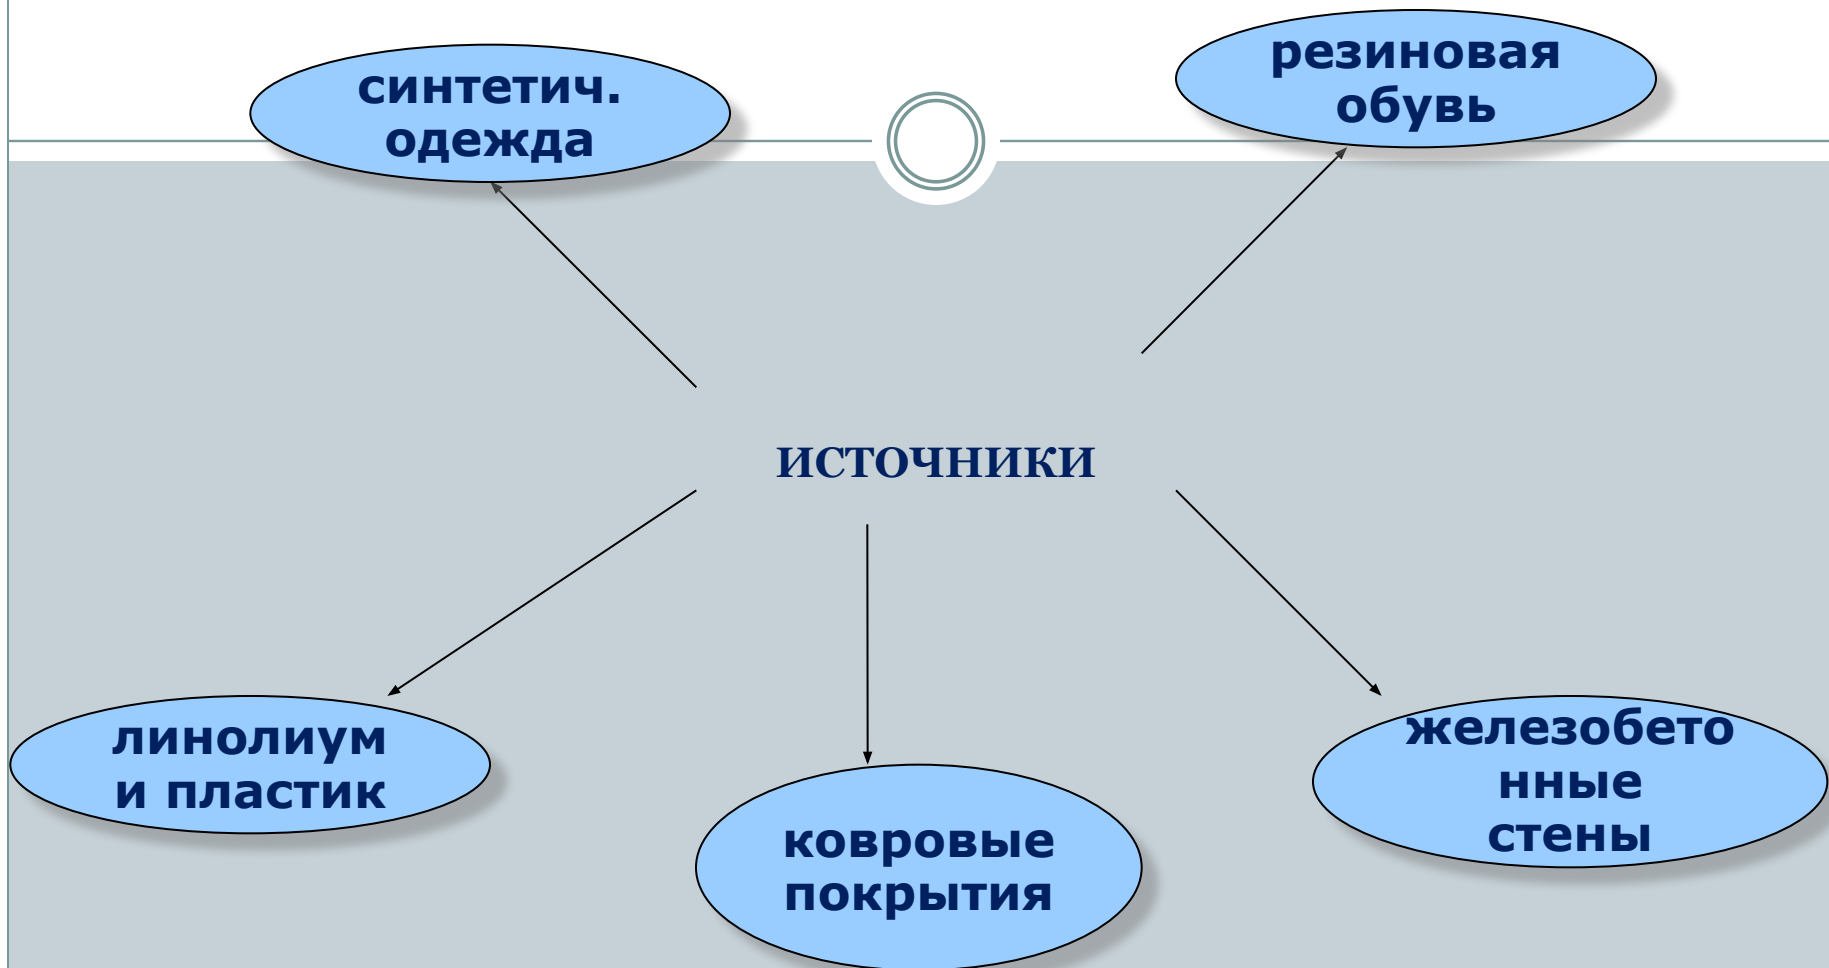 синтетич.
одежда
резиновая
обувь
источники
линолиум
и пластик
ковровые
покрытия
железобето
нные
стены